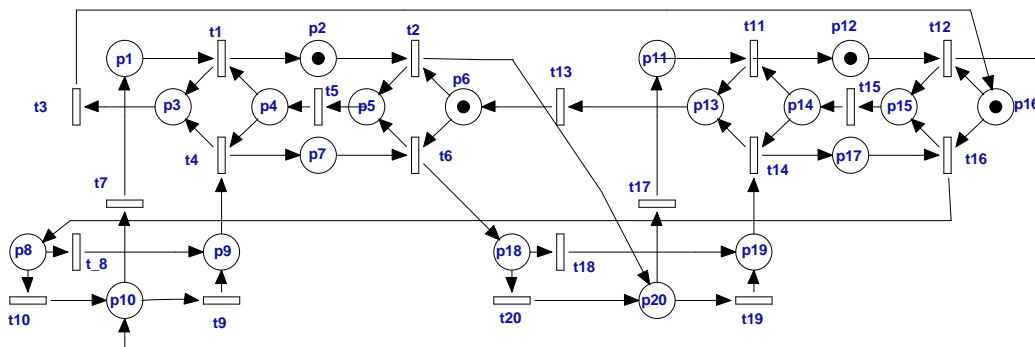 t1 p2 t2 t11 p12 t12
p1 p11
t3 p3 p4 t5 p5 p6 t13 p13 p14 t15 p15 p16
t4 p7 t6 t14 p17 t16
t7 t17
p8 t_8 p9 p18 t18 p19
t10 p10 t9 t20 p20 t19